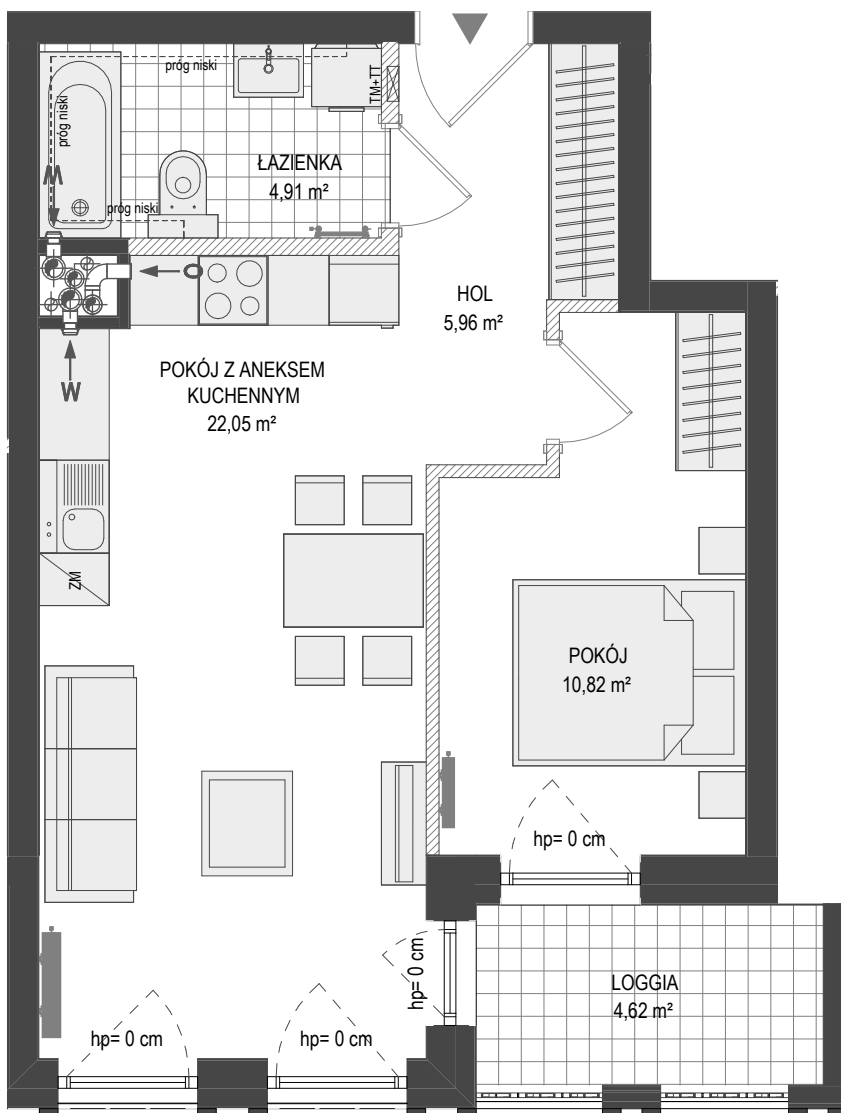 próg niski
TM+TT
próg niski
ŁAZIENKA
4,91 m²
W
próg niski
O
HOL
5,96 m²
W
POKÓJ Z ANEKSEM
KUCHENNYM
22,05 m²
ZM
POKÓJ
10,82 m²
hp= 0 cm
hp= 0 cm
LOGGIA
4,62 m²
hp= 0 cm
hp= 0 cm